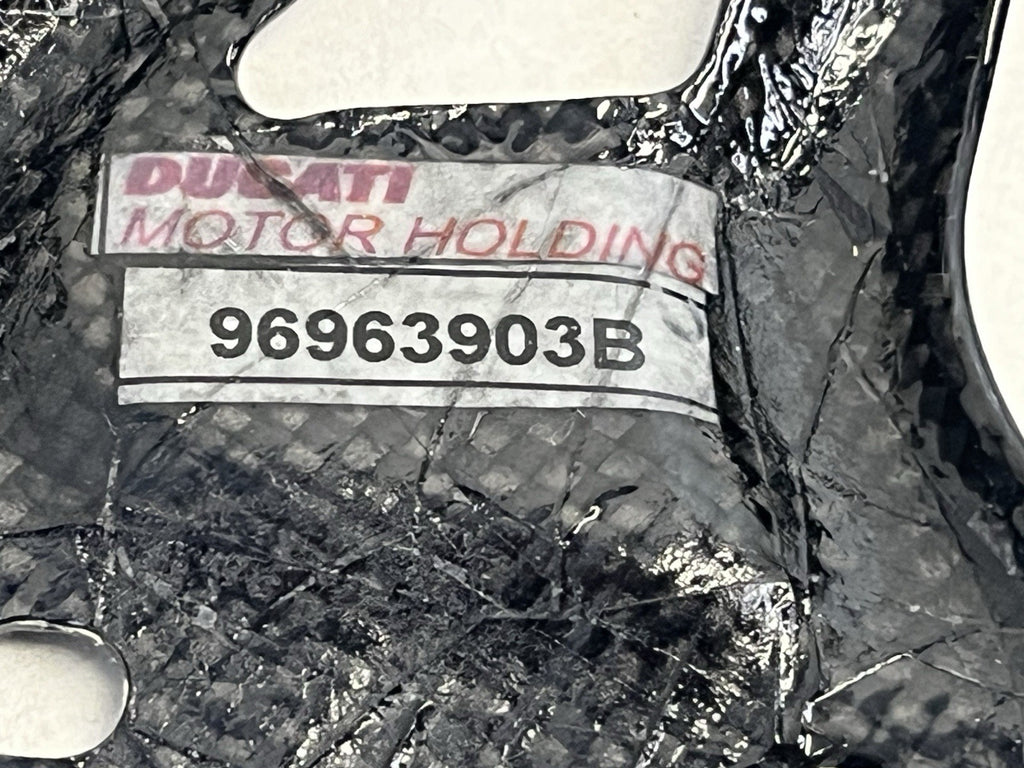 DUCATI
MOTOR HOLDING
96963903B